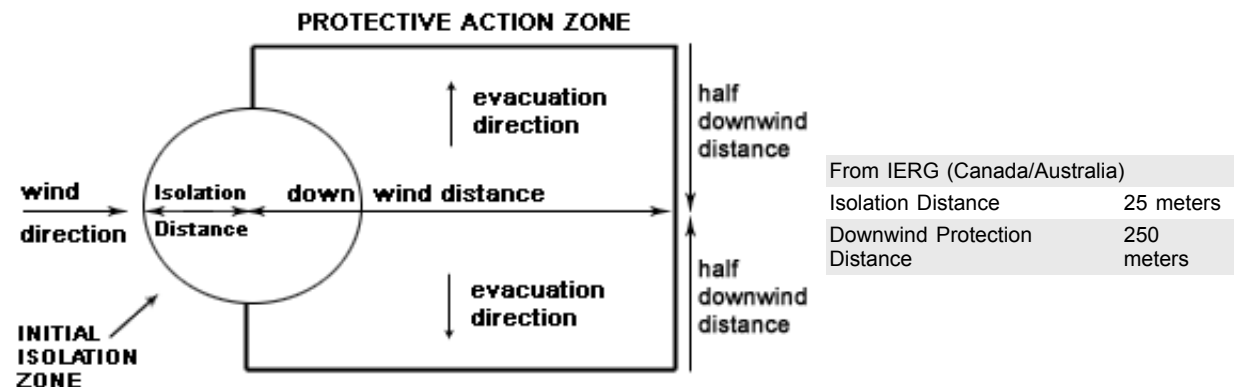 PROTECTIVE ACTION ZONE
evacuation
direction
half
downwind
distance
wind
direction
Isolation
Distance
down wind distance
evacuation
direction
half
downwind
distance
INITIAL
ISOLATION
ZONE
From IERG (Canada/Australia)
Isolation Distance 25 meters
Downwind Protection 250
Distance meters